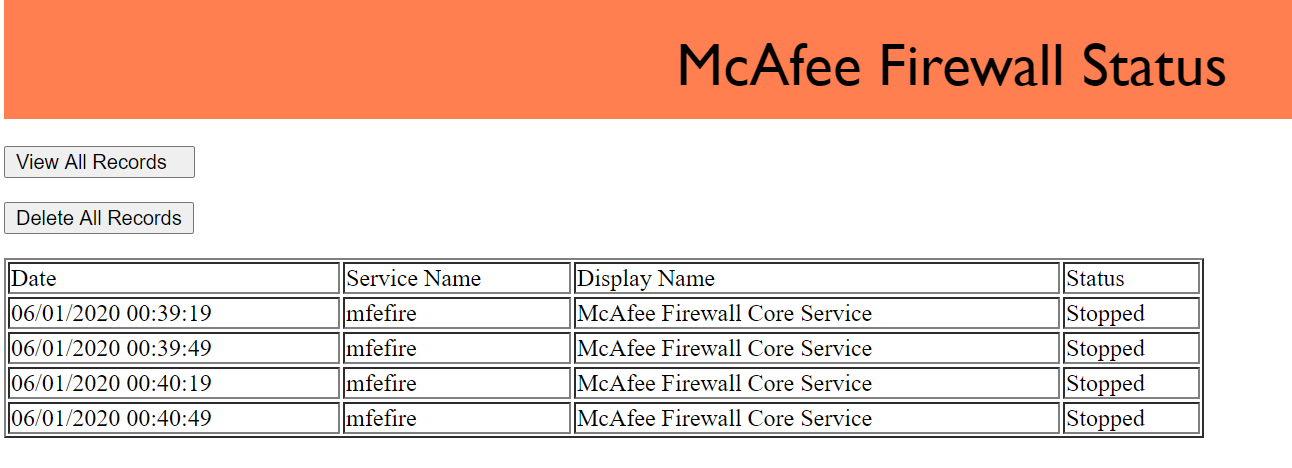 McAfee Firewall Status
View All Records
Delete All Records
Date Service Name Display Name Status
06/01/2020 00:39:19 mfefire McAfee Firewall Core Service Stopped
06/01/2020 00:39:49 mfefire McAfee Firewall Core Service Stopped
06/01/2020 00:40:19 mfefire McAfee Firewall Core Service Stopped
06/01/2020 00:40:49 mfefire McAfee Firewall Core Service Stopped